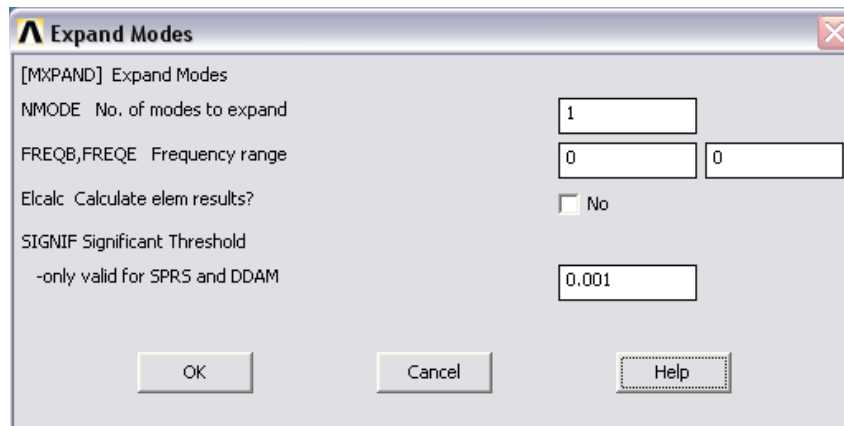 Expand Modes
[MXPAND] Expand Modes
NMODE No. of modes to expand 1
FREQB,FREQE Frequency range 0 0
Elcalc Calculate elem results? No
SIGNIF Significant Threshold
-only valid for SPRS and DDAM 0.001
OK Cancel Help